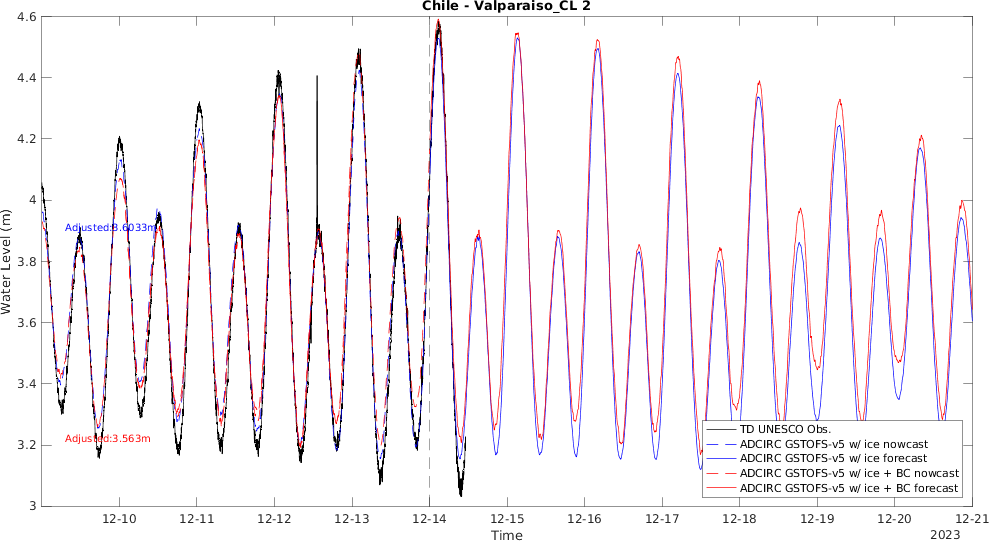 Chile - Valparaiso_CL 2
4.6
4.4
4.2
4
3.8
3.6
3.4
3.2
3
Water Level (m)
Adjusted:3.6033m
Adjusted:3.563m
TD UNESCO Obs.
ADCIRC GSTOFS-v5 w/ ice nowcast
ADCIRC GSTOFS-v5 w/ ice forecast
ADCIRC GSTOFS-v5 w/ ice + BC nowcast
ADCIRC GSTOFS-v5 w/ ice + BC forecast
12-10 12-11 12-12 12-13 12-14 12-15 12-16 12-17 12-18 12-19 12-20 12-21
Time
2023